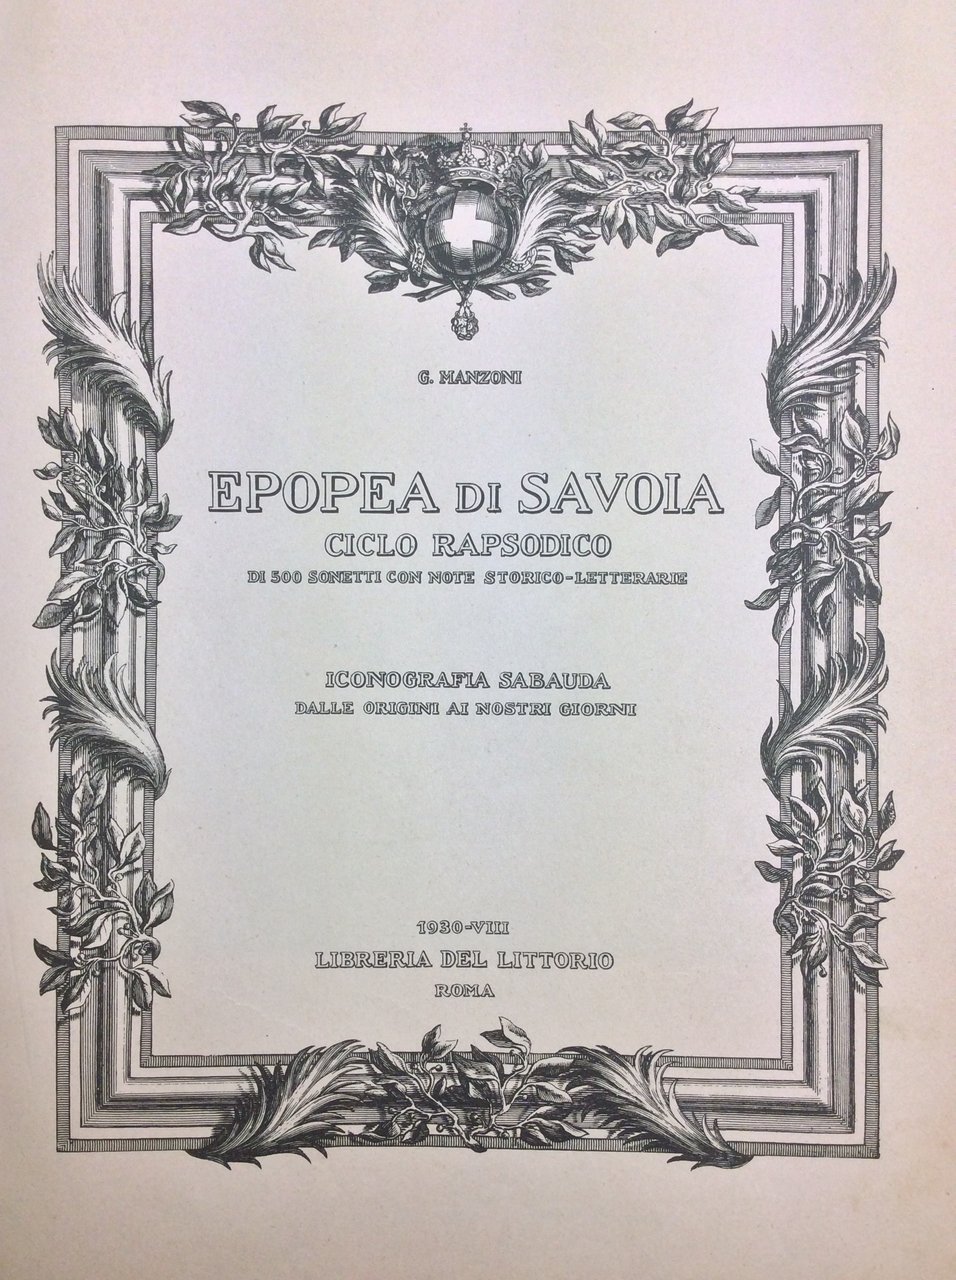 G. MANZONI
EPOPEA DI SAVOIA
CICLO RAPSODICO
DI 500 SONETTI CON NOTE STORICO-LETTERARIE
ICONOGRAFIA SABAUDA
DALLE ORIGINI AI NOSTRI GIORNI
1930-VIII
LIBRERIA DEL LITTORIO
ROMA